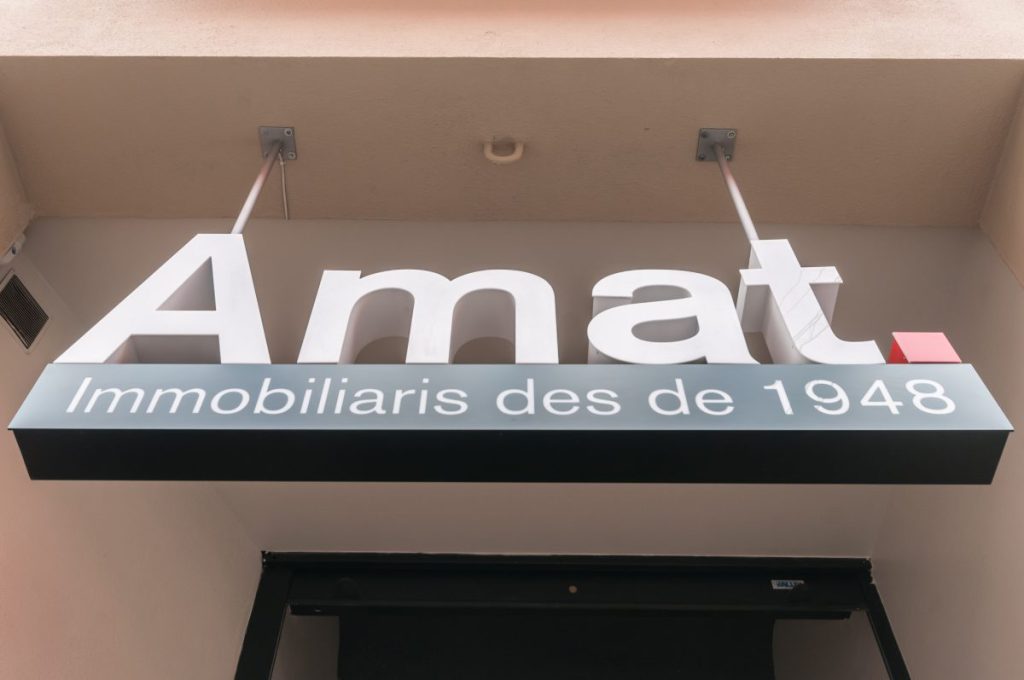 Amat.
Immobiliaris des de 1948